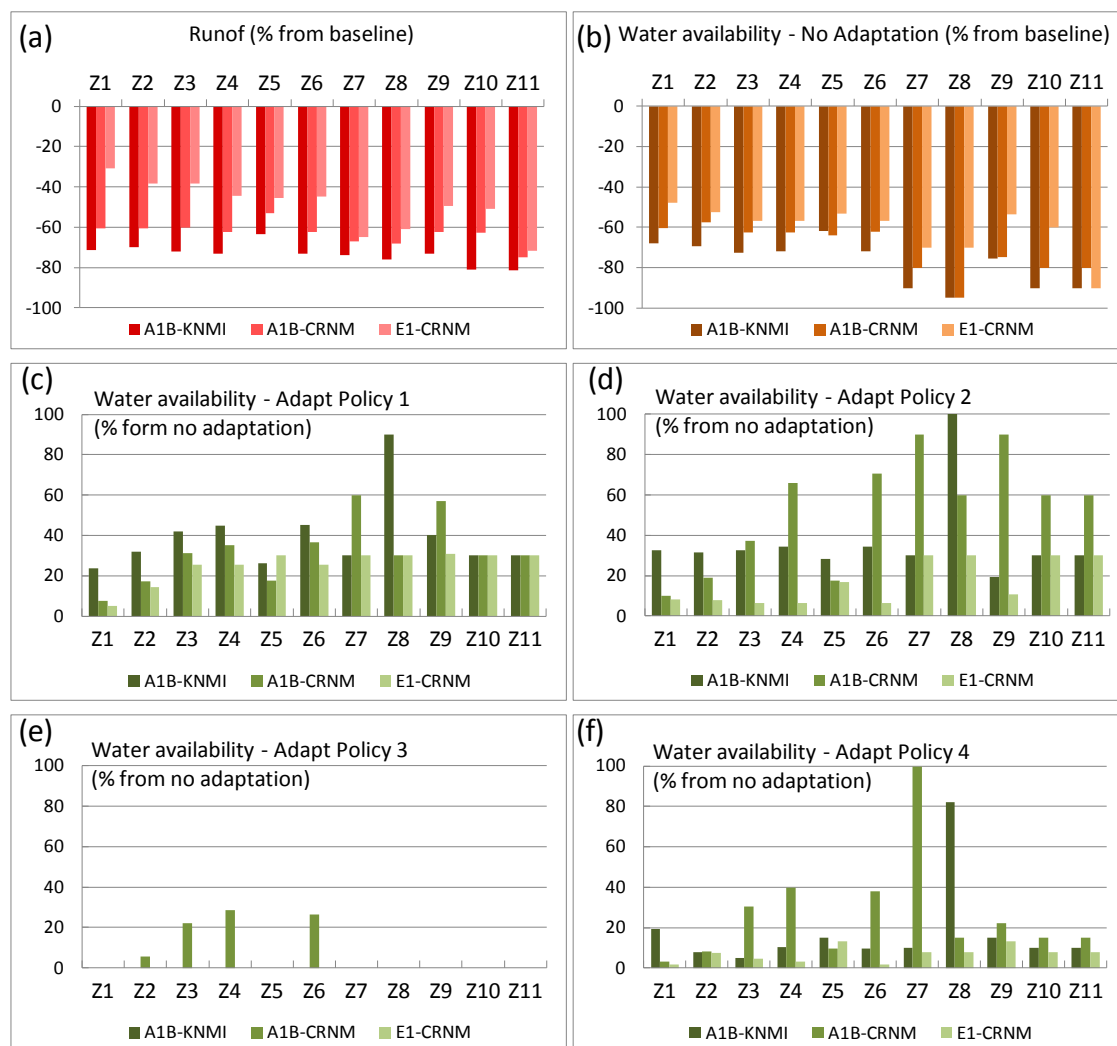 (a)
Runof (% from baseline)
Z1 Z2 Z3 Z4 Z5 Z6 Z7 Z8 Z9 Z10 Z11
0
-20
-40
-60
-80
-100
A1B-KNMI A1B-CRNM E1-CRNM
(b)
Water availability - No Adaptation (% from baseline)
Z1 Z2 Z3 Z4 Z5 Z6 Z7 Z8 Z9 Z10 Z11
0
-20
-40
-60
-80
-100
A1B-KNMI A1B-CRNM E1-CRNM
(c)
Water availability - Adapt Policy 1
(% form no adaptation)
100
80
60
40
20
0
Z1 Z2 Z3 Z4 Z5 Z6 Z7 Z8 Z9 Z10 Z11
A1B-KNMI A1B-CRNM E1-CRNM
(d)
Water availability - Adapt Policy 2
(% from no adaptation)
100
80
60
40
20
0
Z1 Z2 Z3 Z4 Z5 Z6 Z7 Z8 Z9 Z10 Z11
A1B-KNMI A1B-CRNM E1-CRNM
(e)
Water availability - Adapt Policy 3
(% from no adaptation)
100
80
60
40
20
0
Z1 Z2 Z3 Z4 Z5 Z6 Z7 Z8 Z9 Z10 Z11
A1B-KNMI A1B-CRNM E1-CRNM
(f)
Water availability - Adapt Policy 4
(% from no adaptation)
100
80
60
40
20
0
Z1 Z2 Z3 Z4 Z5 Z6 Z7 Z8 Z9 Z10 Z11
A1B-KNMI A1B-CRNM E1-CRNM